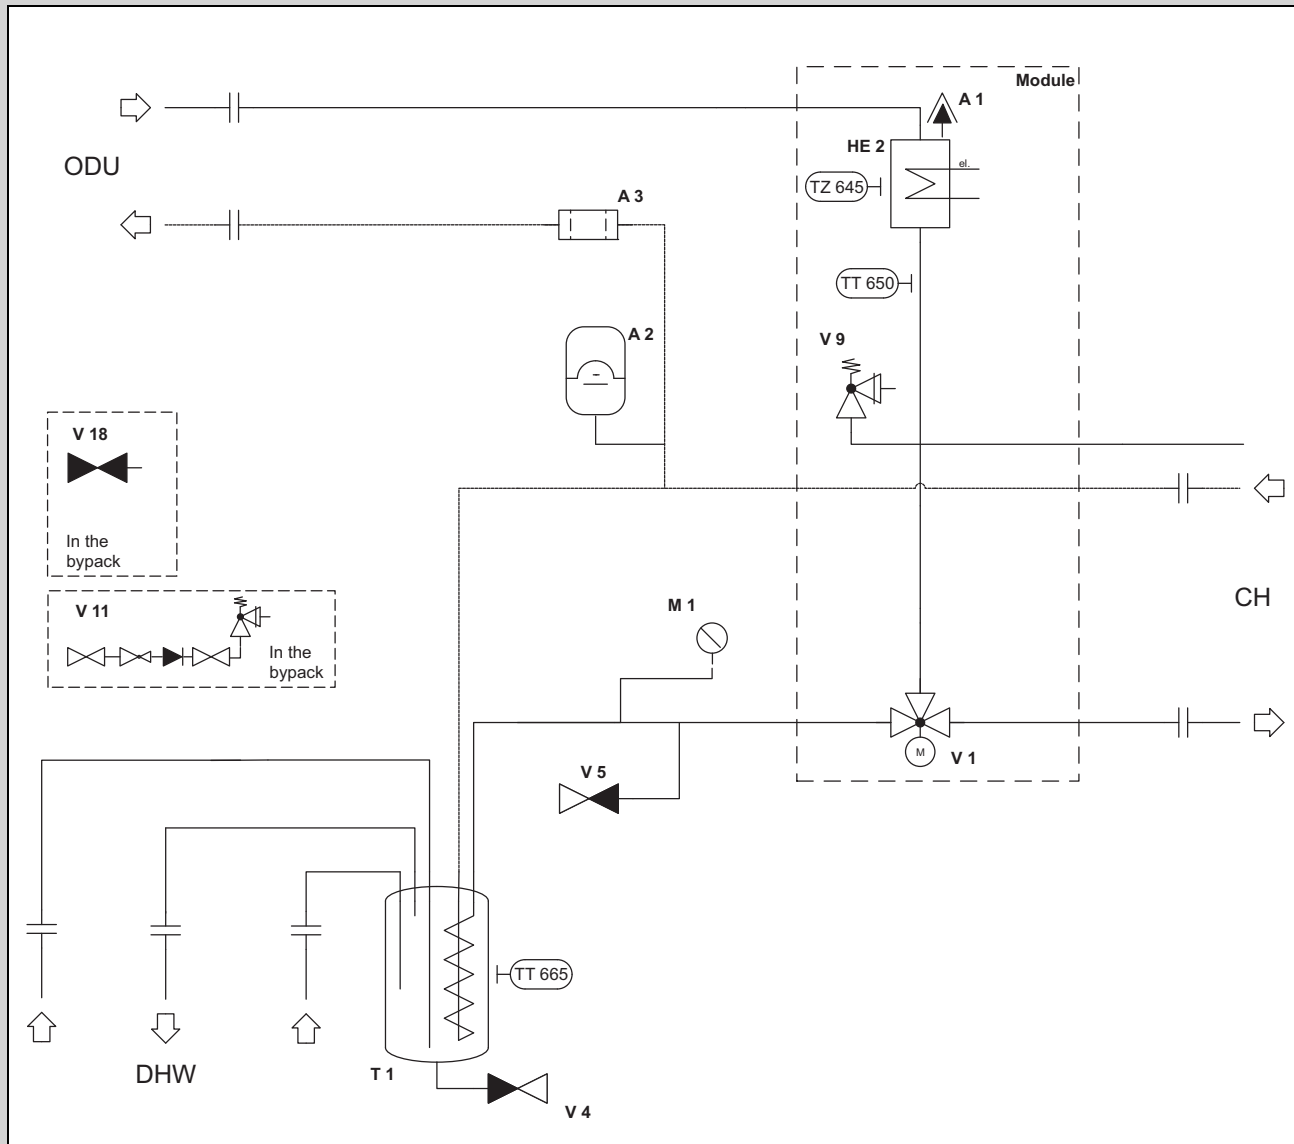 Module
A 1
HE 2
el.
ODU
TZ 645
A 3
TT 650
A 2
V 9
V 18
In the
bypack
CH
V 11
M 1
In the
bypack
V 1
M
V 5
TT 665
DHW
T 1
V 4